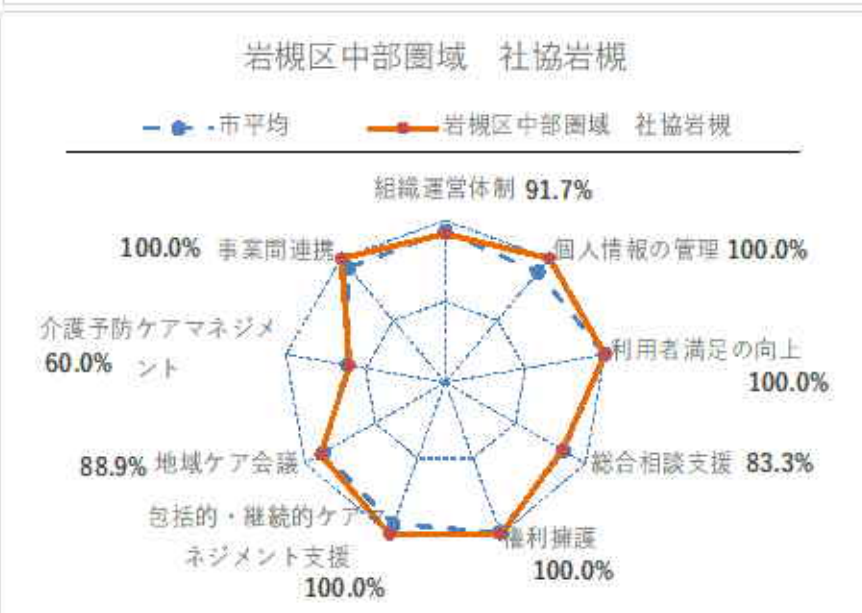 岩槻区中部圏域　社協岩槻
市平均
岩槻区中部圏域　社協岩槻
組織運営体制 91.7%
100.0% 事業間連携
個人情報の管理 100.0%
介護予防ケアマネジメ
60.0% ント
利用者満足の向上
100.0%
88.9% 地域ケア会議
総合相談支援 83.3%
包括的・継続的ケアマ
ネジメント支援
100.0%
権利擁護
100.0%